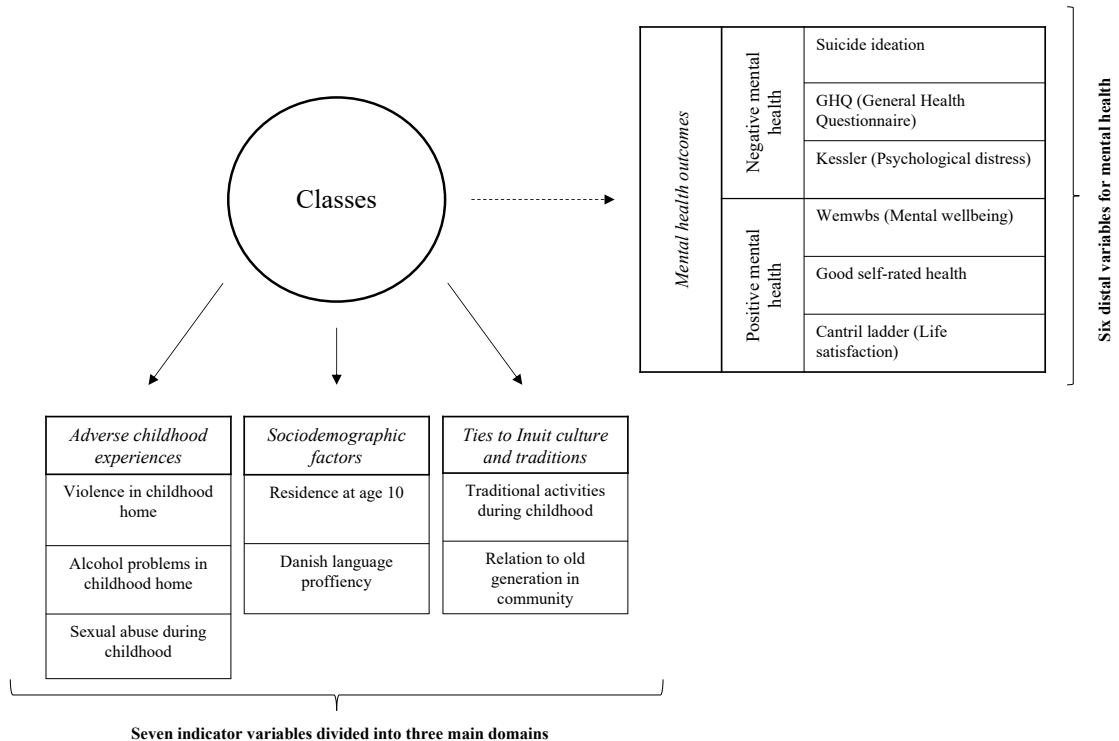 Classes
Mental health outcomes
Negative mental
health
Suicide ideation
GHQ (General Health
Questionnaire)
Kessler (Psychological distress)
Positive mental
health
Wemwbs (Mental wellbeing)
Good self-rated health
Cantril ladder (Life
satisfaction)
Six distal variables for mental health
Adverse childhood
experiences
Violence in childhood
home
Alcohol problems in
childhood home
Sexual abuse during
childhood
Sociodemographic
factors
Residence at age 10
Danish language
proffiency
Ties to Inuit culture
and traditions
Traditional activities
during childhood
Relation to old
generation in
community
Seven indicator variables divided into three main domains